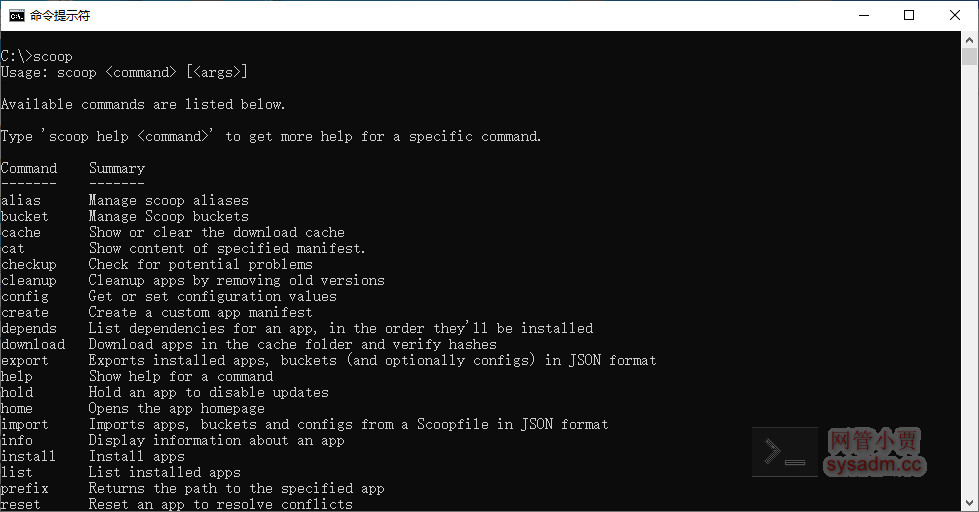 命令提示符
C:\>scoop
Usage: scoop <command> [<args>]
Available commands are listed below.
Type 'scoop help <command>' to get more help for a specific command.
Command Summary
------- -------
alias Manage scoop aliases
bucket Manage Scoop buckets
cache Show or clear the download cache
cat Show content of specified manifest.
checkup Check for potential problems
cleanup Cleanup apps by removing old versions
config Get or set configuration values
create Create a custom app manifest
depends List dependencies for an app, in the order they'll be installed
download Download apps in the cache folder and verify hashes
export Exports installed apps, buckets (and optionally configs) in JSON format
help Show help for a command
hold Hold an app to disable updates
home Opens the app homepage
import Imports apps, buckets and configs from a Scoopfile in JSON format
info Display information about an app
install Install apps
list List installed apps
prefix Returns the path to the specified app
reset Reset an app to resolve conflicts
网管小贾
sysadm.cc